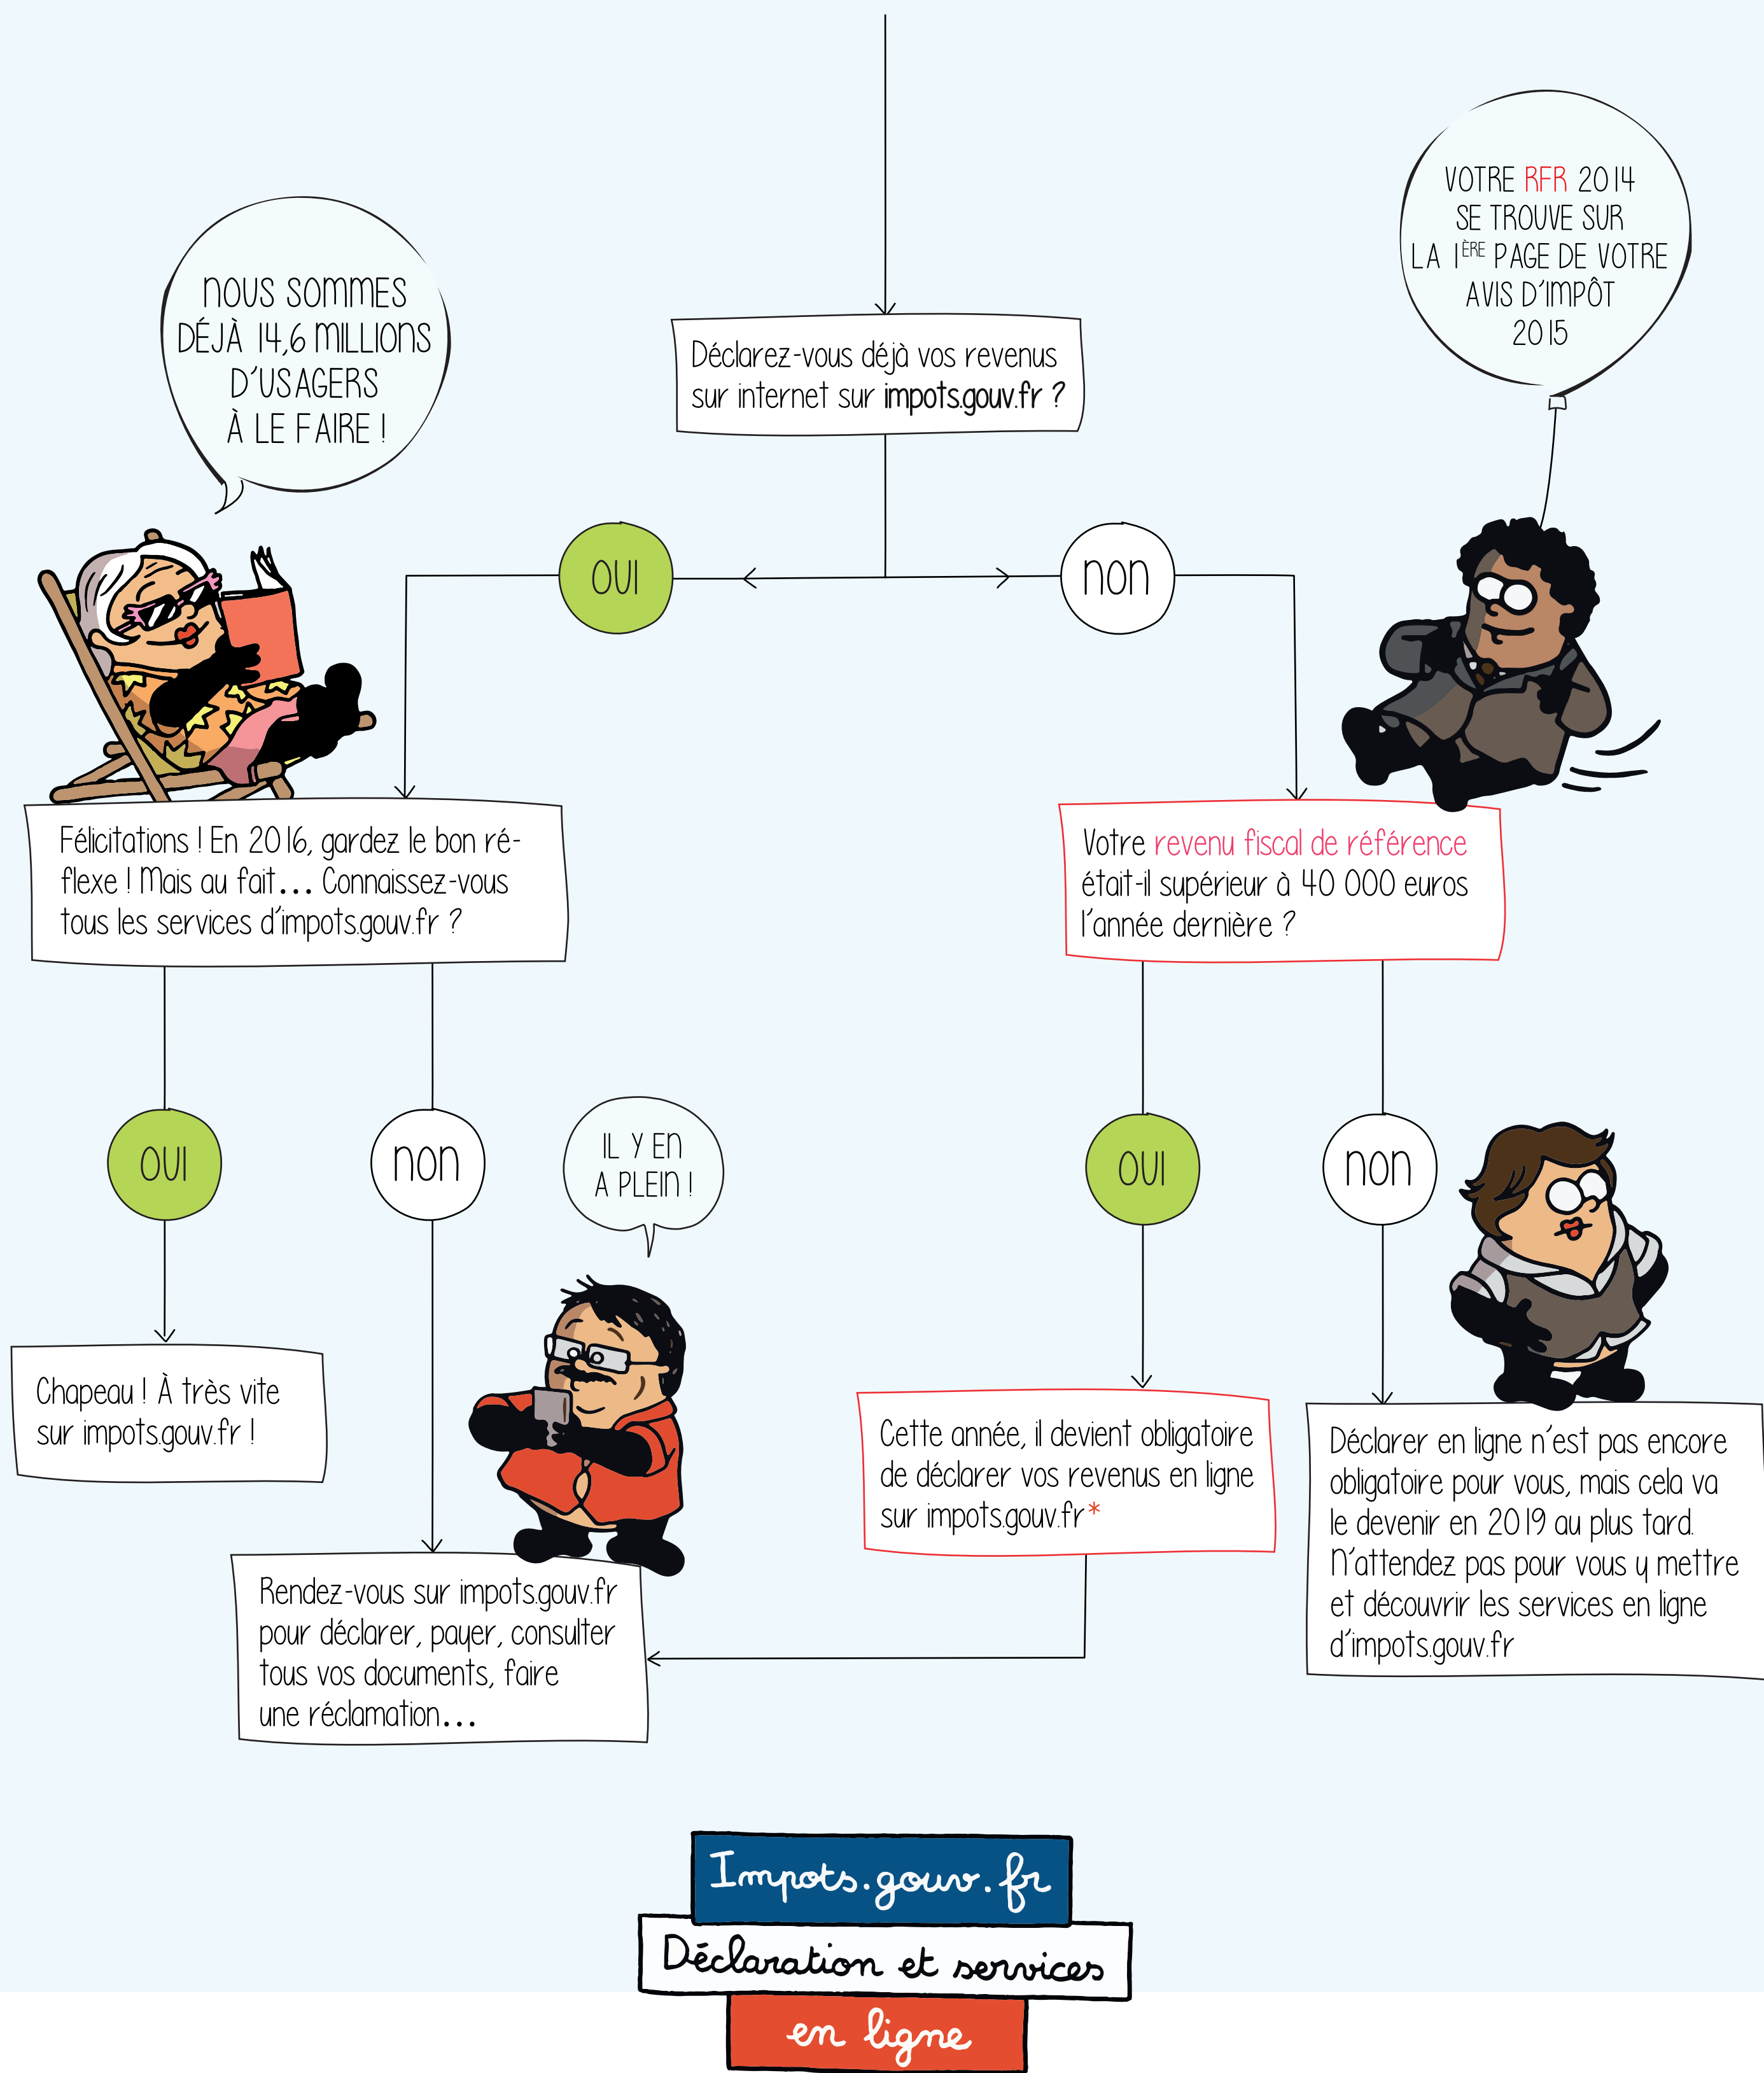 VOTRE RFR 2014
SE TROUVE SUR
LA 1ÈRE PAGE DE VOTRE
AVIS D'IMPÔT
2015
NOUS SOMMES
DÉJÀ 14,6 MILLIONS
D'USAGERS
À LE FAIRE !
Déclarez-vous déjà vos revenus
sur internet sur impots.gouv.fr ?
OUI
NON
Félicitations ! En 2016, gardez le bon ré-
flexe ! Mais au fait... Connaissez-vous
tous les services d'impots.gouv.fr ?
Votre revenu fiscal de référence
était-il supérieur à 40 000 euros
l'année dernière ?
OUI
NON
IL Y EN
A PLEIN !
OUI
NON
Chapeau ! À très vite
sur impots.gouv.fr !
Cette année, il devient obligatoire
de déclarer vos revenus en ligne
sur impots.gouv.fr*
Déclarer en ligne n'est pas encore
obligatoire pour vous, mais cela va
le devenir en 2019 au plus tard.
N'attendez pas pour vous y mettre
et découvrir les services en ligne
d'impots.gouv.fr
Rendez-vous sur impots.gouv.fr
pour déclarer, payer, consulter
tous vos documents, faire
une réclamation...
Impots.gouv.fr
Déclaration et services
en ligne